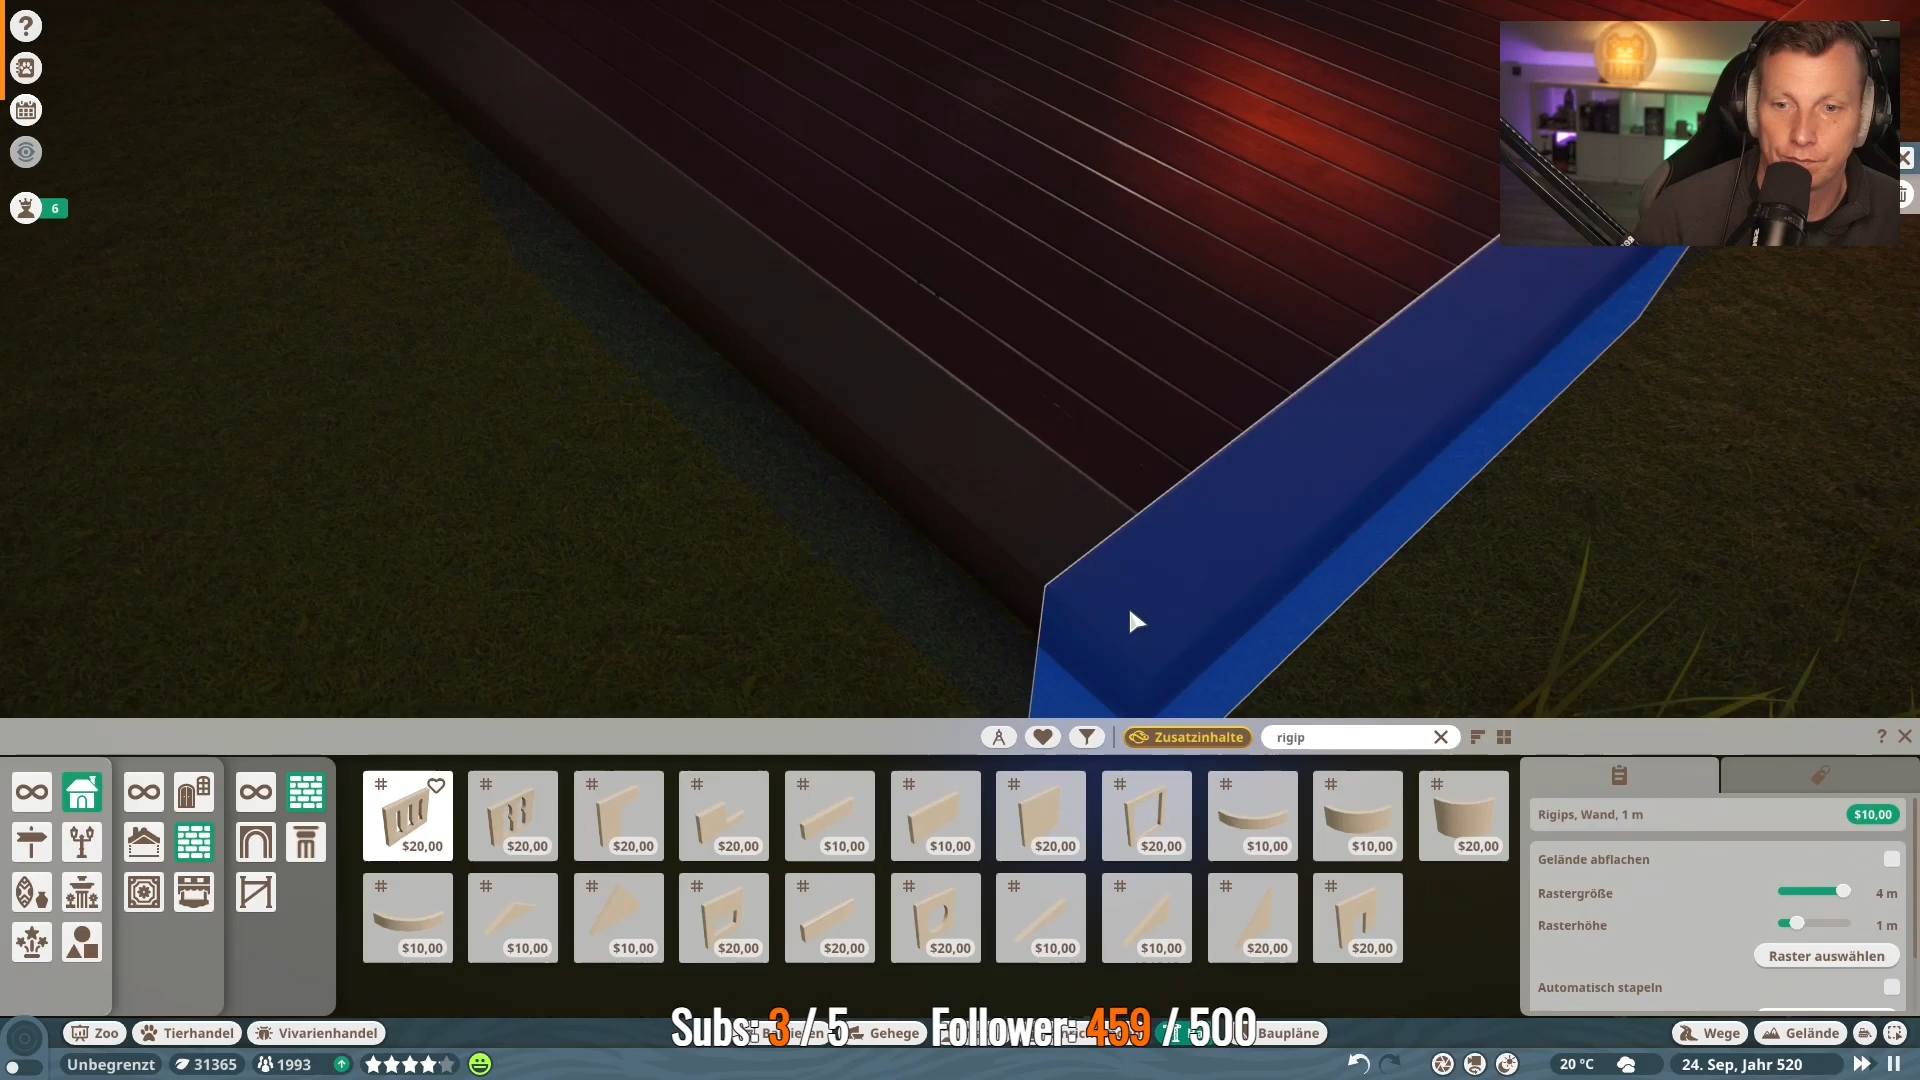 ?
6
Zusatzinhalte
rigip
?
$20,00
$20,00
$20,00
$20,00
$10,00
$10,00
$20,00
$20,00
$10,00
$10,00
$20,00
$10,00
$10,00
$10,00
$20,00
$20,00
$20,00
$10,00
$10,00
$20,00
$20,00
Rigips, Wand, 1 m
$10,00
Gelände abflachen
Rastergröße
4 m
Rasterhöhe
1 m
Raster auswählen
Automatisch stapeln
Subs: 3 / 5
Follower: 459 / 500
Zoo
Tierhandel
Vivarienhandel
Gehege
Baupläne
Wege
Gelände
Unbegrenzt
31365
1993
20 °C
24. Sep, Jahr 520